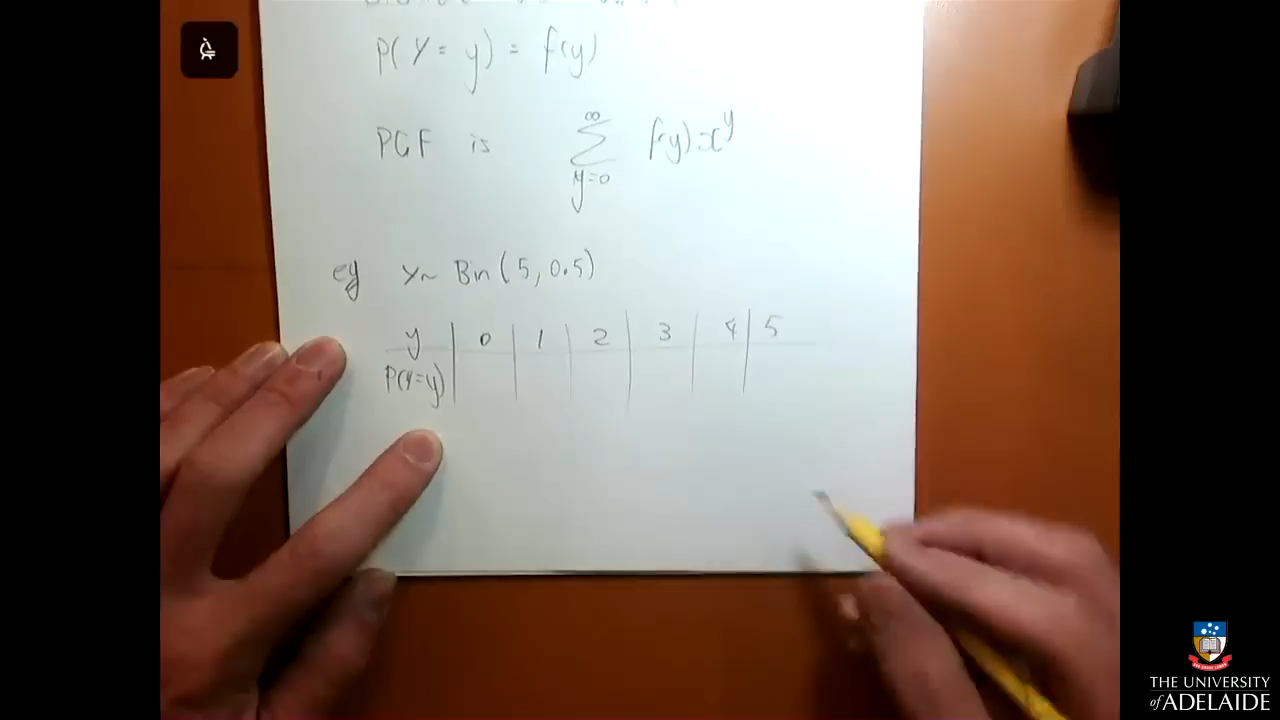 P(Y = y) = f(y)
PGF is ∞ Σ y=0 f(y)x^y
eg Y~ Bin(5, 0.5)
y | 0 | 1 | 2 | 3 | 4 | 5
P(Y=y)
THE UNIVERSITY
of ADELAIDE